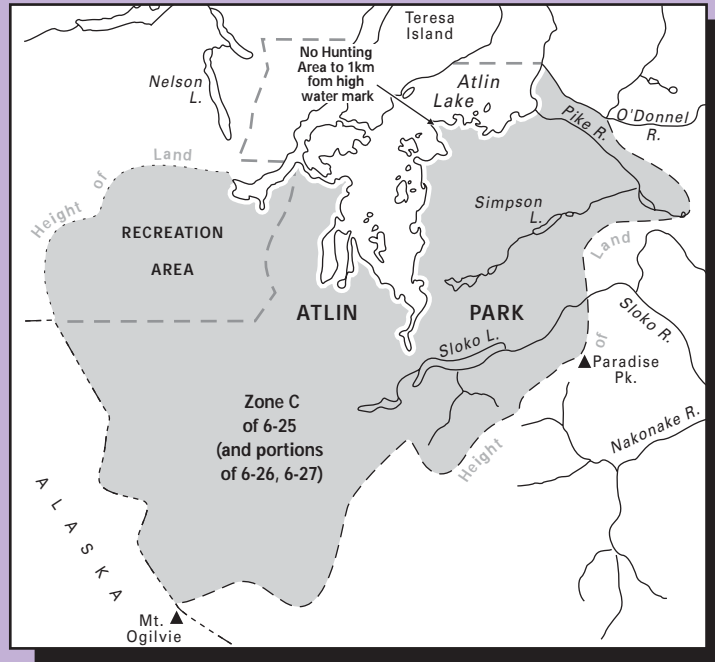 Teresa
Island
No Hunting
Area to 1km
fom high
water mark
Nelson
L.
Atlin
Lake
Pike R.
O'Donnel
R.
Height of Land
Simpson
L.
RECREATION
AREA
Land
ATLIN
PARK
Sloko R.
Sloko L.
of
Paradise
Pk.
Zone C
of 6-25
(and portions
of 6-26, 6-27)
Nakonake R.
Height
ALASKA
Mt.
Ogilvie